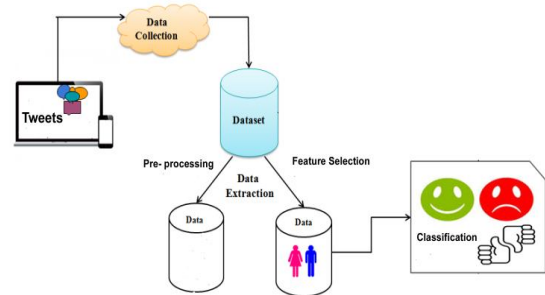 Data
Collection
Tweets
Dataset
Pre- processing
Feature Selection
Data
Extraction
Data
Data
Classification